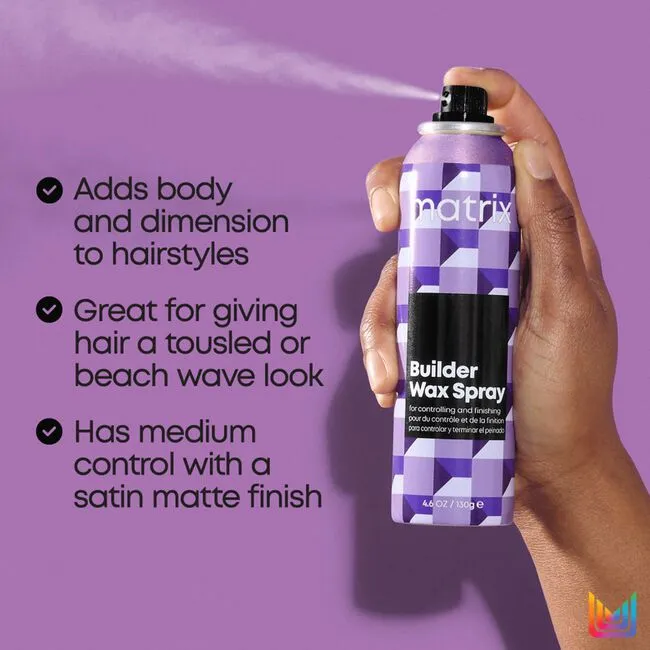 Adds body
and dimension
to hairstyles
Great for giving
hair a tousled or
beach wave look
Has medium
control with a
satin matte finish
matrix
Builder
Wax Spray
for controlling and finishing
pour du contrôle et de la finition
para controlar y terminar el peinado
4.6 OZ / 130g e